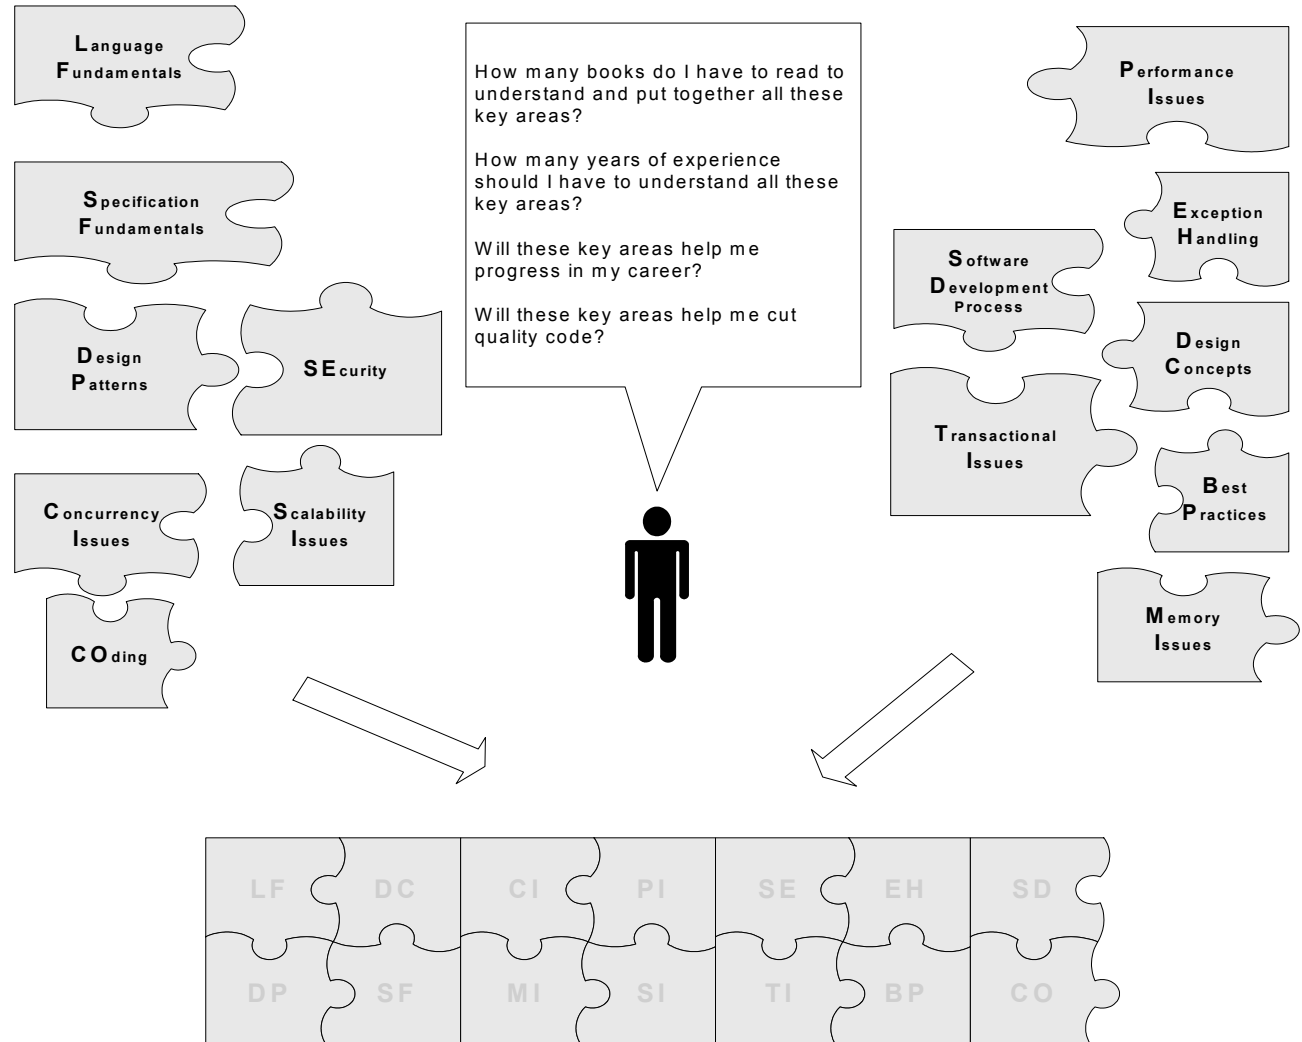 Language
Fundamentals
Specification
Fundamentals
Design
Patterns
SEcurity
Concurrency
Issues
Scalability
Issues
COding
How many books do I have to read to
understand and put together all these
key areas?
How many years of experience
should I have to understand all these
key areas?
Will these key areas help me
progress in my career?
Will these key areas help me cut
quality code?
Performance
Issues
Exception
Handling
Software
Development
Process
Design
Concepts
Transactional
Issues
Best
Practices
Memory
Issues
LF DC CI PI SE EH SD
DP SF MI SI TI BP CO